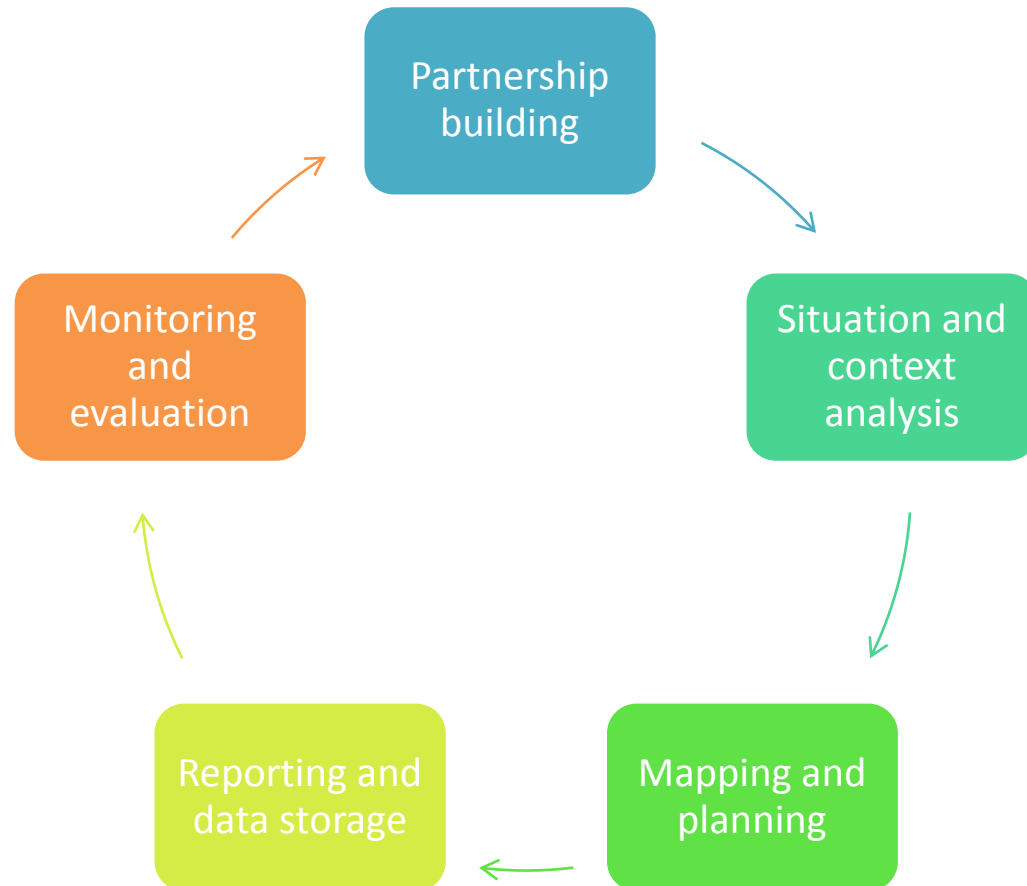 Partnership
building
Situation and
context
analysis
Mapping and
planning
Reporting and
data storage
Monitoring
and
evaluation